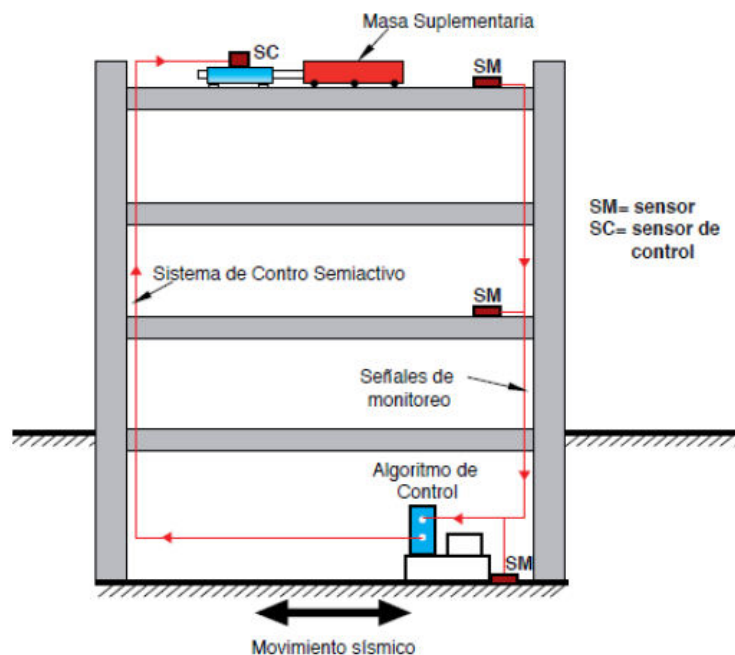 Masa Suplementaria
SC
SM
SM= sensor
SC= sensor de
control
Sistema de Contro Semiactivo
SM
Señales de
monitoreo
Algoritmo de
Control
SM
Movimiento sísmico